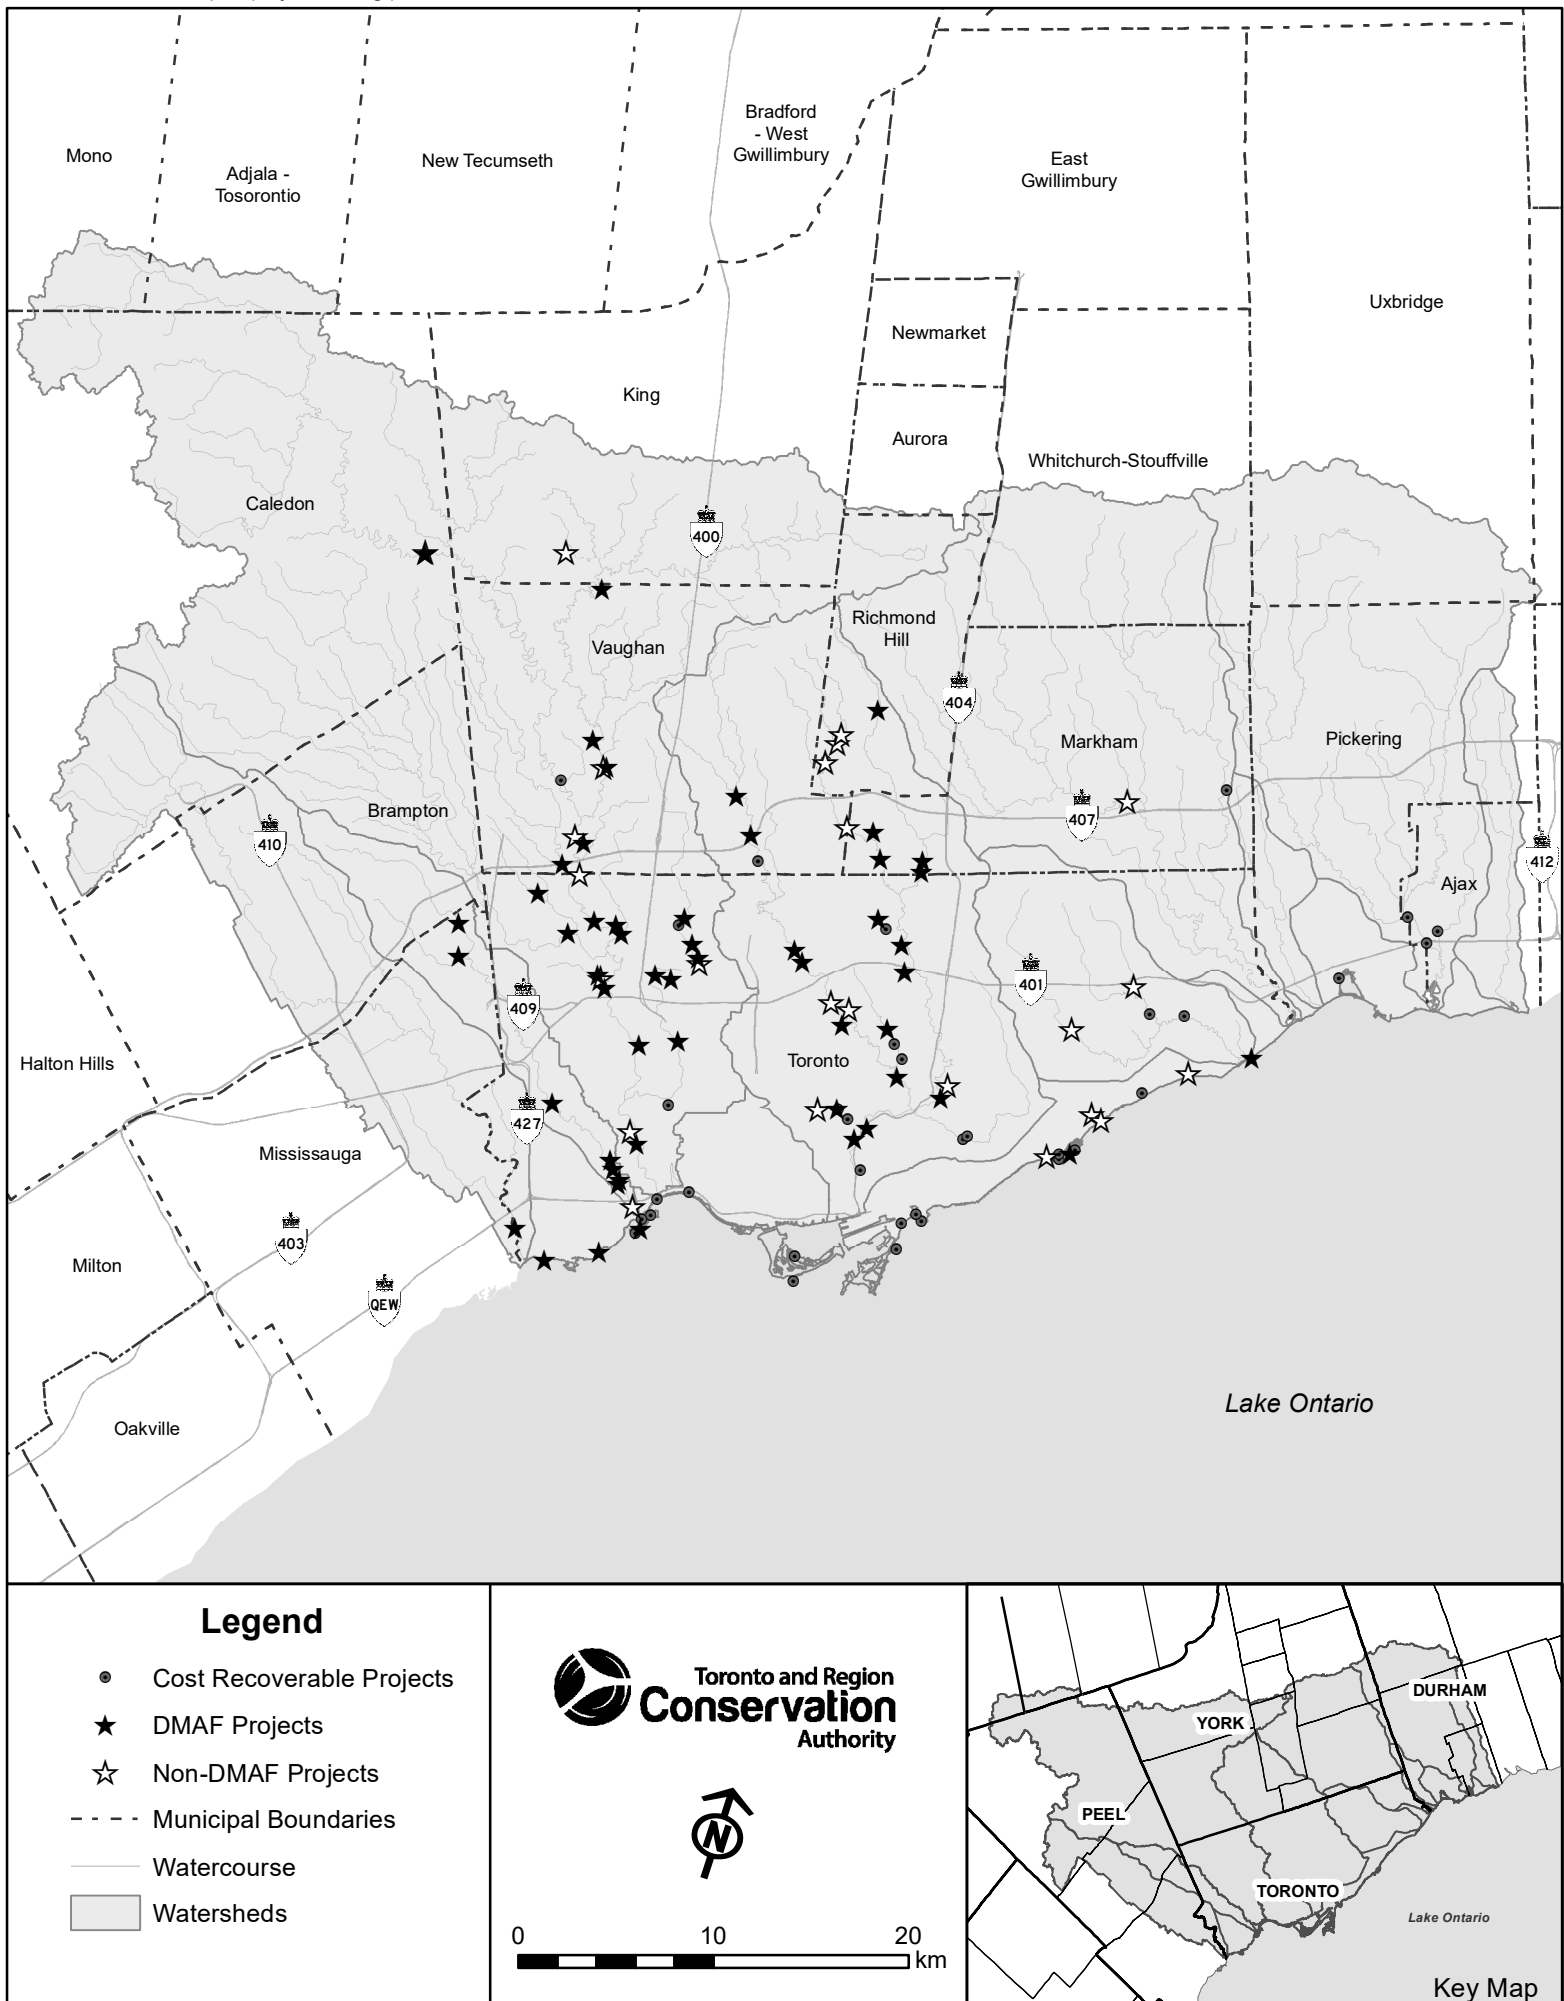 Bradford
- West
Gwillimbury
Mono
New Tecumseth
East
Gwillimbury
Adjala -
Tosorontio
Uxbridge
Newmarket
King
Aurora
Whitchurch-Stouffville
Caledon
400
Richmond
Hill
Vaughan
404
Markham
Pickering
Brampton
407
410
412
Ajax
401
409
Halton Hills
Toronto
427
Mississauga
403
Milton
QEW
Lake Ontario
Oakville
Legend
Cost Recoverable Projects
DMAF Projects
Non-DMAF Projects
Municipal Boundaries
Watercourse
Watersheds
Toronto and Region
Conservation
Authority
N
0 10 20
km
DURHAM
YORK
PEEL
TORONTO
Lake Ontario
Key Map